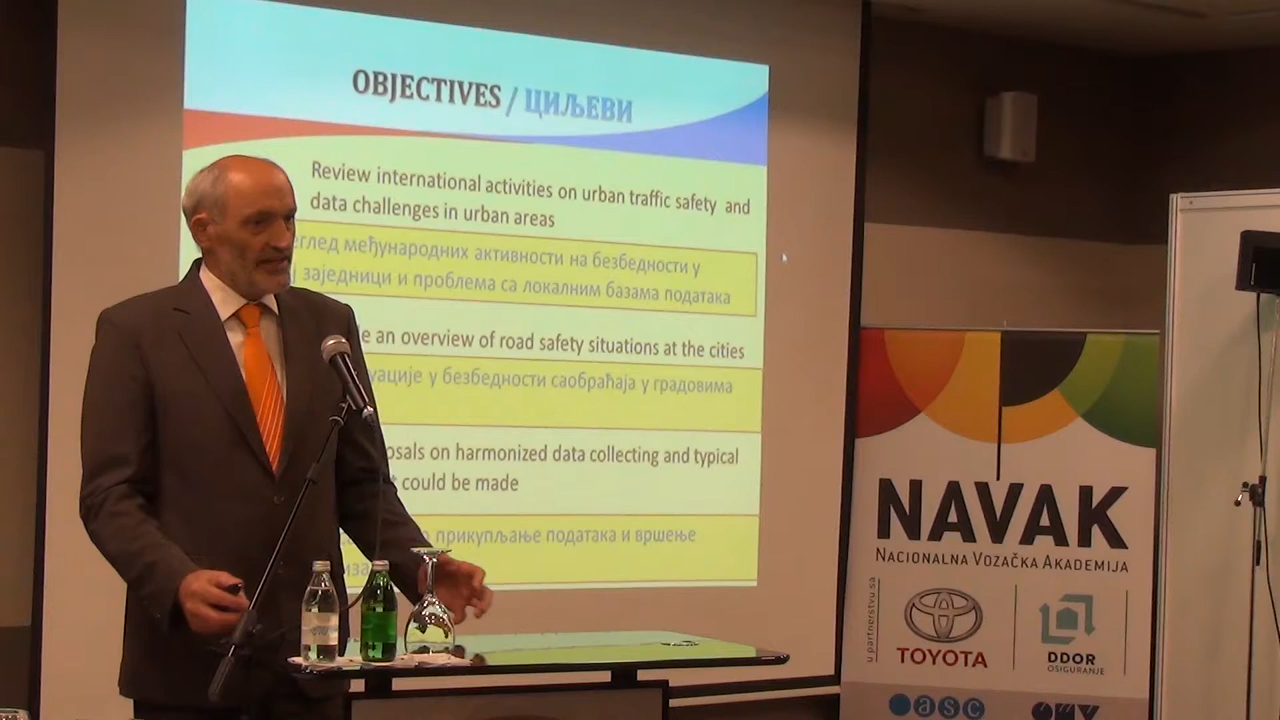 OBJECTIVES / ЦИЉЕВИ
Review international activities on urban traffic safety and
data challenges in urban areas
међународних активности на безбедности у
заједници и проблема са локалним базама података
an overview of road safety situations at the cities
у безбедности саобраћаја у градовима
on harmonized data collecting and typical
could be made
прикупљање података и вршење
NAVAK
NACIONALNA VOZAČKA AKADEMIJA
u partnerstvu sa
TOYOTA
DDOR
OSIGURANJE
asc